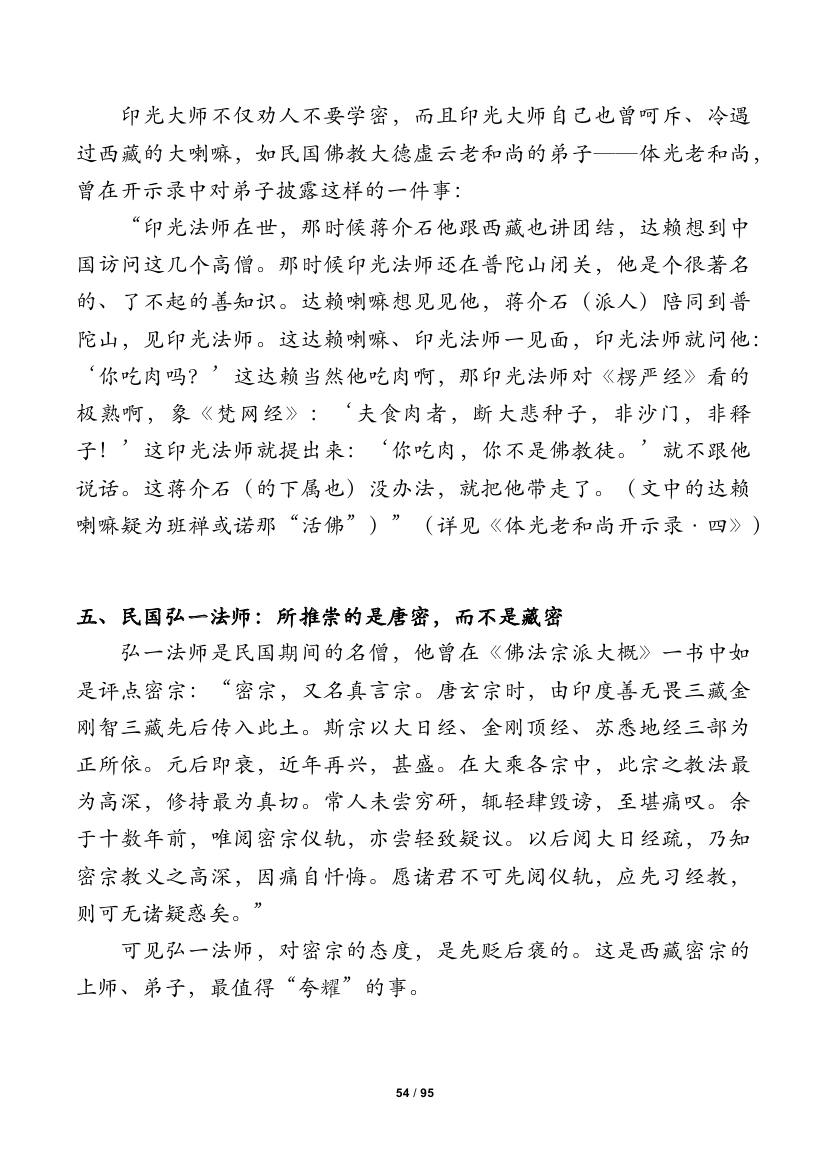 印光大师不仅劝人不要学密，而且印光大师自己也曾呵斥、冷遇
过西藏的大喇嘛，如民国佛教大德虚云老和尚的弟子——体光老和尚，
曾在开示录中对弟子披露这样的一件事：
“印光法师在世，那时候蒋介石他跟西藏也讲团结，达赖想到中
国访问这几个高僧。那时候印光法师还在普陀山闭关，他是个很著名
的、了不起的善知识。达赖喇嘛想见见他，蒋介石（派人）陪同到普
陀山，见印光法师。这达赖喇嘛、印光法师一见面，印光法师就问他：
‘你吃肉吗？’这达赖当然他吃肉啊，那印光法师对《楞严经》看的
极熟啊，象《梵网经》：‘夫食肉者，断大悲种子，非沙门，非释
子！’这印光法师就提出来：‘你吃肉，你不是佛教徒。’就不跟他
说话。这蒋介石（的下属也）没办法，就把他带走了。（文中的达赖
喇嘛疑为班禅或诺那“活佛”）”（详见《体光老和尚开示录·四》）
五、民国弘一法师：所推崇的是唐密，而不是藏密
弘一法师是民国期间的名僧，他曾在《佛法宗派大概》一书中如
是评点密宗：“密宗，又名真言宗。唐玄宗时，由印度善无畏三藏金
刚智三藏先后传入此土。斯宗以大日经、金刚顶经、苏悉地经三部为
正所依。元后即衰，近年再兴，甚盛。在大乘各宗中，此宗之教法最
为高深，修持最为真切。常人未尝穷研，辄轻肆毁谤，至堪痛叹。余
于十数年前，唯阅密宗仪轨，亦尝轻致疑议。以后阅大日经疏，乃知
密宗教义之高深，因痛自忏悔。愿诸君不可先阅仪轨，应先习经教，
则可无诸疑惑矣。”
可见弘一法师，对密宗的态度，是先贬后褒的。这是西藏密宗的
上师、弟子，最值得“夸耀”的事。
54 / 95